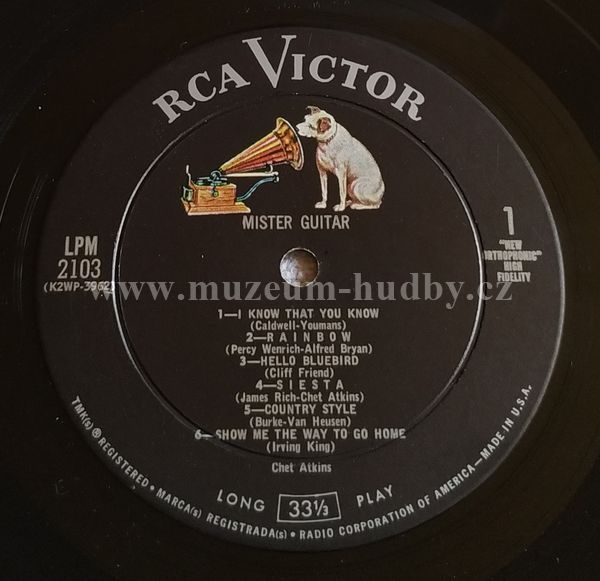 RCA VICTOR
MISTER GUITAR
LPM
2103
(K2WP-3962)
1
"NEW
ORTHOPHONIC"
HIGH
FIDELITY
www.muzeum-hudby.cz
1—I KNOW THAT YOU KNOW
(Caldwell-Youmans)
2—RAINBOW
(Percy Wenrich-Alfred Bryan)
3—HELLO BLUEBIRD
(Cliff Friend)
4—SIESTA
(James Rich-Chet Atkins)
5—COUNTRY STYLE
(Burke-Van Heusen)
6—SHOW ME THE WAY TO GO HOME
(Irving King)
Chet Atkins
LONG 33⅓ PLAY
TMK(s) ® REGISTERED • MARCA(s) REGISTRADA(s) • RADIO CORPORATION OF AMERICA—MADE IN U.S.A.